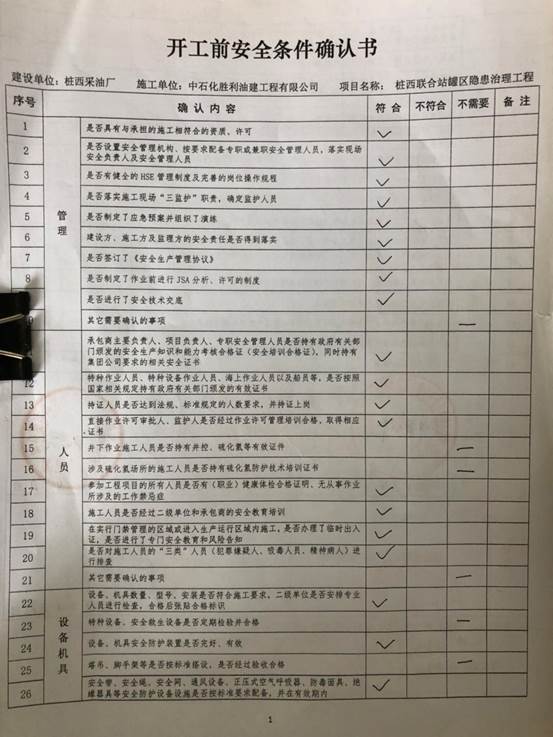 开工前安全条件确认书
建设单位：桩西采油厂 施工单位：中石化胜利油建工程有限公司 项目名称： 桩西联合站罐区隐患治理工程
序号 确认内容 符合 不符合 不需要 备注
管理
1 是否具有与承担的施工相符合的资质、许可
2 是否设置安全管理机构、按要求配备专职或兼职安全管理人员，落实现场
安全负责人及安全管理人员
3 是否有健全的 HSE 管理制度及完善的岗位操作规程
4 是否落实施工现场“三监护”职责，确定监护人员
5 是否制定了应急预案并组织了演练
6 建设方、施工方及监理方的安全责任是否得到落实
7 是否签订了《安全生产管理协议》
8 是否制定了作业前进行 JSA 分析、许可的制度
是否进行了安全技术交底
其它需要确认的事项
人员
承包商主要负责人、项目负责人、专职安全管理人员是否持有政府有关部
门颁发的安全生产知识和能力考核合格证（安全培训合格证），同时持有
集团公司要求的相关安全证书
12 特种作业人员、特种设备作业人员、海上作业人员以及船员等，是否按照
国家相关规定持有政府有关部门颁发的有效证书
13 持证人员是否达到法规、标准规定的人数要求，并持证上岗
14 直接作业许可审批人、监护人是否经过作业许可管理培训合格，取得相应
证书
15 井下作业施工人员是否持有井控、硫化氢等有效证件
16 涉及硫化氢场所的施工人员是否持有硫化氢防护技术培训证书
17 参加工程项目的所有人员是否有（职业）健康体检合格证明、无从事作业
所涉及的工作禁忌症
18 施工人员是否经过二级单位和承包商的安全教育培训
19 在实行门禁管理的区域或进入生产运行区域内施工，是否办理了临时出入
证，是否进行了专门安全教育和风险告知
20 是否对施工人员的“三类”人员（犯罪嫌疑人、吸毒人员、精神病人）进
行排查
21 其它需要确认的事项
设备机具
22 设备、机具数量、型号、安装是否符合施工要求，二级单位是否安排专业
人员进行检查，合格后张贴合格标识
23 特种设备、安全救生设备是否定期检验并合格
24 设备、机具安全防护装置是否完好、有效
25 塔吊、脚手架等是否按标准搭设，是否经过验收合格
26 安全带、安全绳、安全网、通风设备、正压式空气呼吸器、防毒面具、绝
缘器具等安全防护设备设施是否按标准要求配备，并在有效期内
1